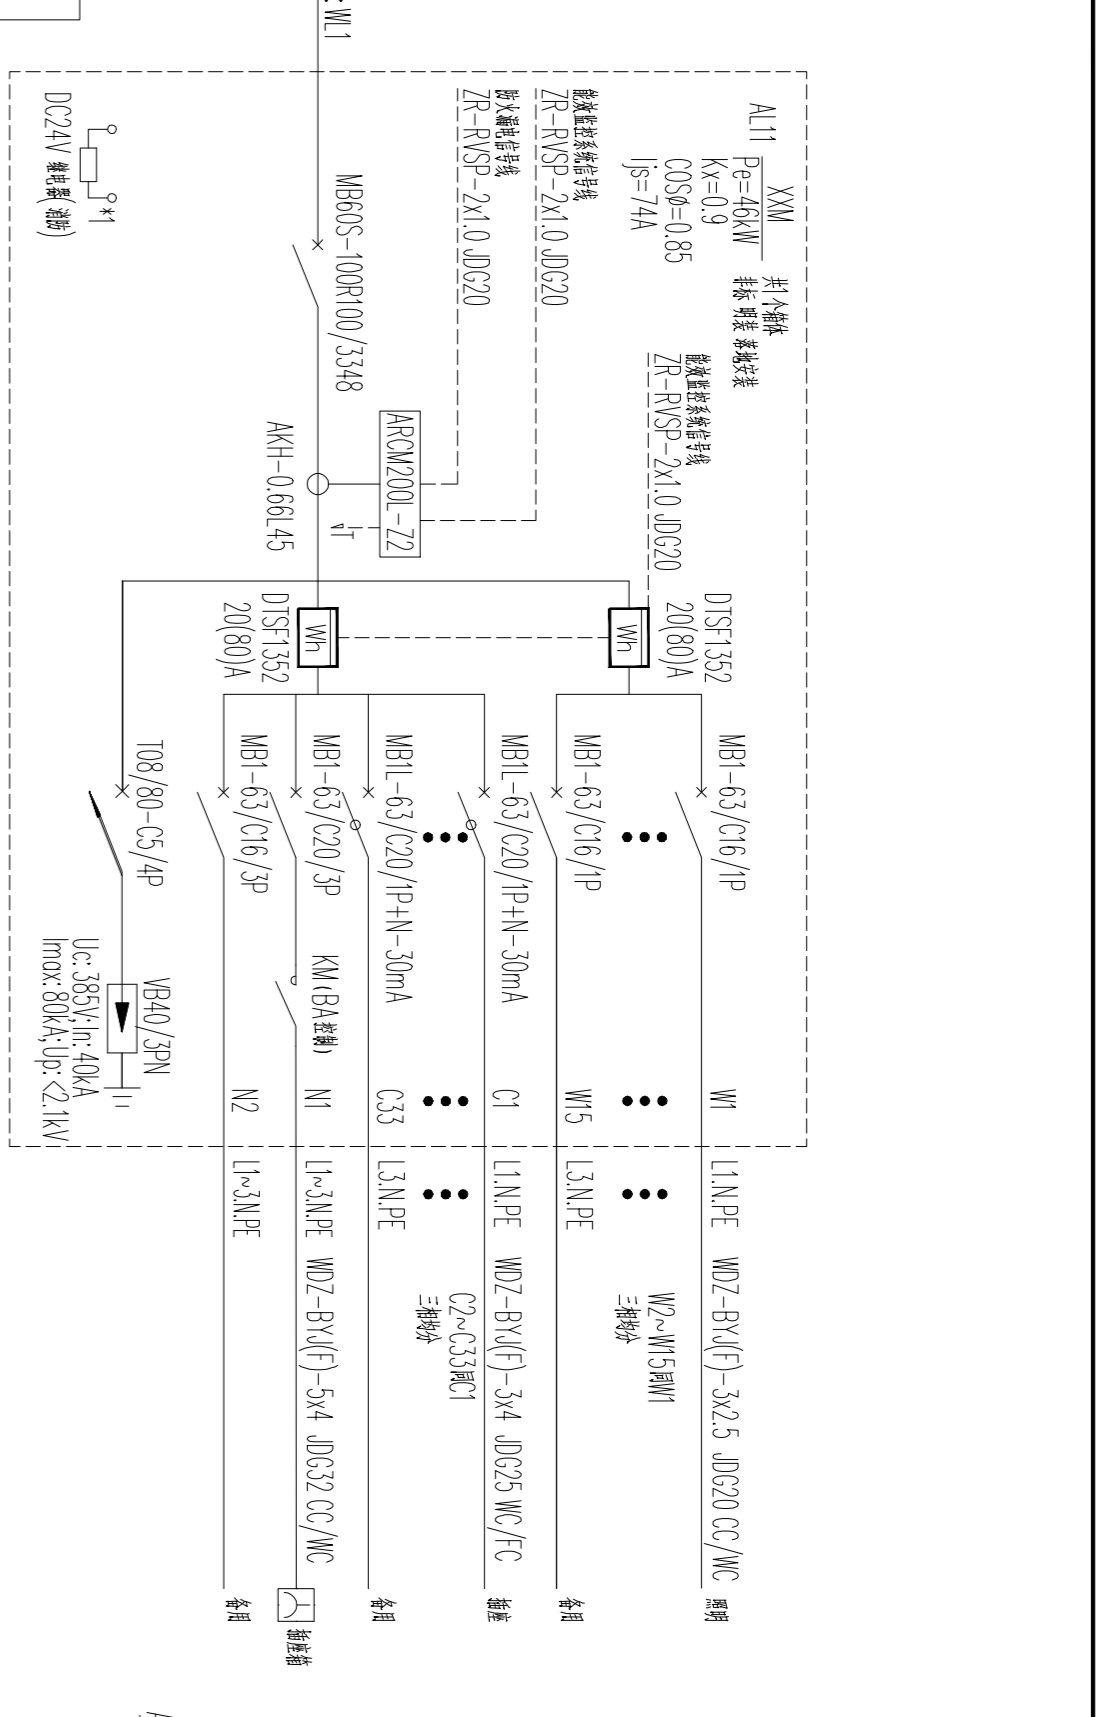 AL11
XXM
Pe=46kW
Kx=0.9
COSø=0.85
Ijs=74A
共1个箱体
非标 明装 落地安装
能效监控系统信号线
ZR-RVSP-2x1.0 JDG20
能效监控系统信号线
ZR-RVSP-2x1.0 JDG20
防火漏电信号线
ZR-RVSP-2x1.0 JDG20
: WL1
MB60S-100R100/3348
ARCM200L-Z2
AKH-0.66L45
T
DTSF1352
20(80)A
Wh
DTSF1352
20(80)A
Wh
MB1-63/C16/1P
W1
L1.N.PE
WDZ-BYJ(F)-3x2.5 JDG20 CC/WC
照明
W2~W15同W1
三相均分
MB1-63/C16/1P
W15
L3.N.PE
备用
MB1L-63/C20/1P+N-30mA
C1
L1.N.PE
WDZ-BYJ(F)-3x4 JDG25 WC/FC
插座
C2~C33同C1
三相均分
MB1L-63/C20/1P+N-30mA
C33
L3.N.PE
备用
MB1-63/C20/3P
KM(BA控制)
N1
L1~3.N.PE
WDZ-BYJ(F)-5x4 JDG32 CC/WC
插座箱
MB1-63/C16/3P
N2
L1~3.N.PE
备用
T08/80-C5/4P
VB40/3PN
Uc: 385V;In: 40kA
Imax: 80kA;Up: <2.1kV
*1
DC24V 继电器(消防)